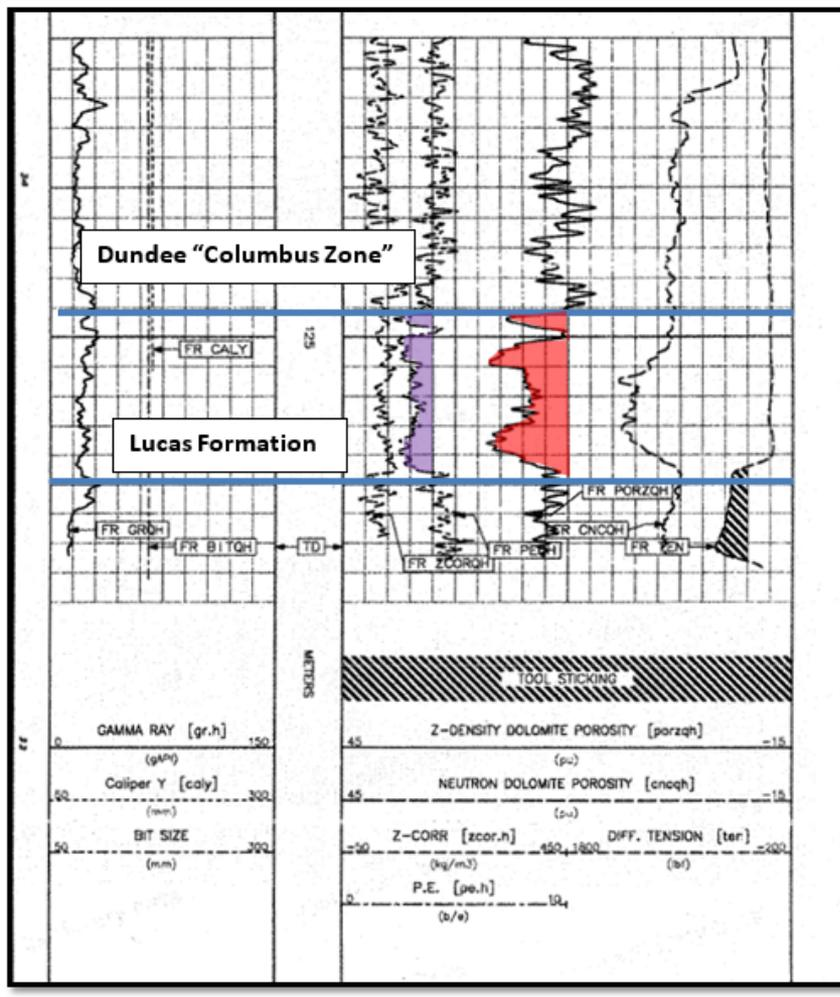 34
Dundee “Columbus Zone”
125
FR CALY
Lucas Formation
FR PORZQH
FR GRQH
FR CNCQH
FR BITQH
TD
FR PEQH
FR TEN
FR ZCORQH
METERS
TOOL STICKING
GAMMA RAY [gr.h]
0 150
(gAPI)
Z-DENSITY DOLOMITE POROSITY [porzqh]
45 -15
(pu)
Caliper Y [caly]
50 300
(mm)
NEUTRON DOLOMITE POROSITY [cncqh]
45 -15
(pu)
BIT SIZE
50 300
(mm)
Z-CORR [zcor.h]
-50 450
(kg/m3)
DIFF. TENSION [ten]
1800 -200
(lbf)
P.E. [pe.h]
0 10
(b/e)